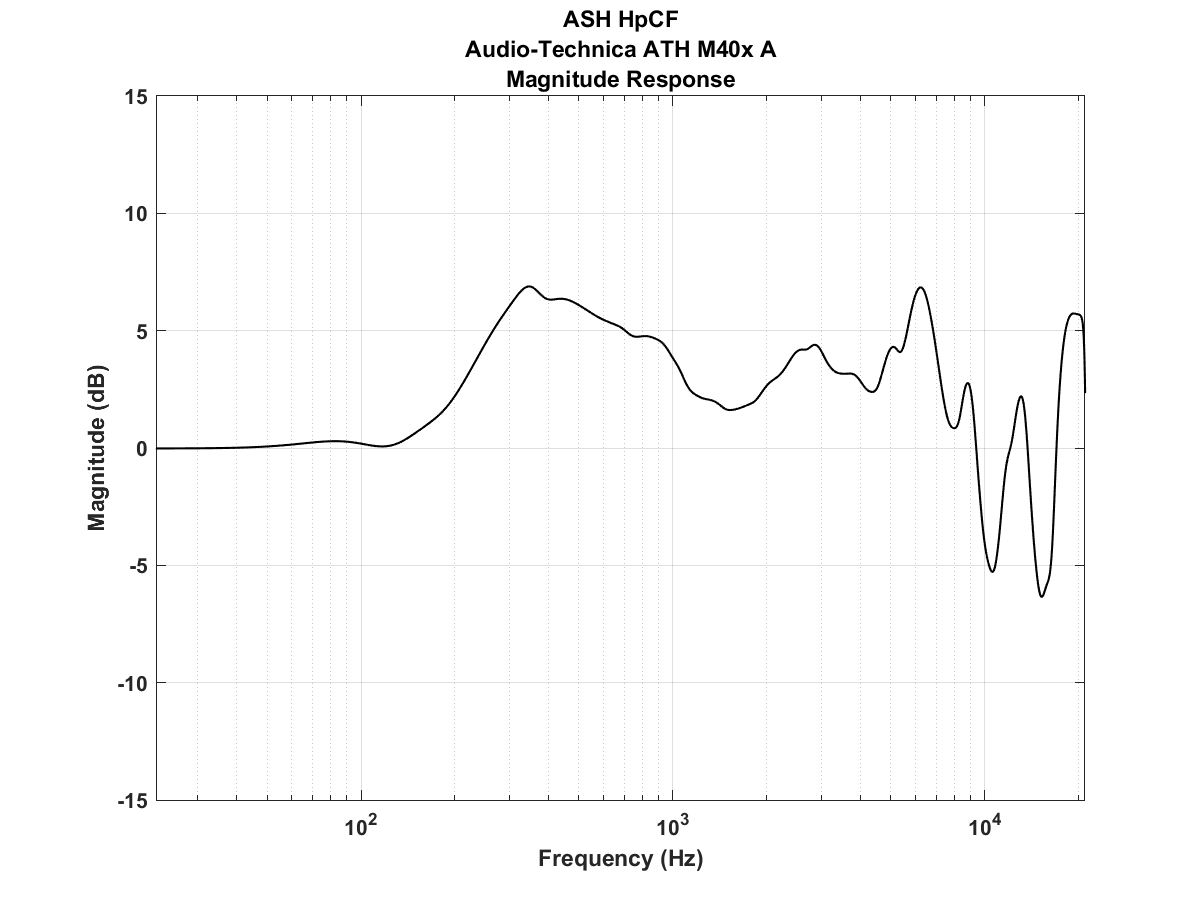 ASH HpCF
Audio-Technica ATH M40x A
Magnitude Response
15
10
5
0
-5
-10
-15
Magnitude (dB)
10² 10³ 10⁴
Frequency (Hz)